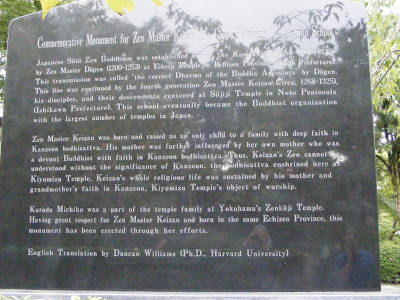 Commemorative Monument for Zen Master Keizan School
Japanese Sōtō Zen Buddhism was established the Kamakura
by Zen Master Dōgen (1200-1253) at Eiheiji Temple in Echizen Province Prefecture).
This transmission was called "the correct Dharma of the Buddha Ancestors" by Dōgen.
This line was continued by the fourth generation Zen Master Keizan 1268-1325),
his disciples, and their descendents centered at Sōjiji Temple in Noto Peninsula
(Ishikawa Prefecture). This school eventually became the Buddhist organization
with the largest number of temples in Japan.
Zen Master Keizan was born and raised as an only child to a family with deep faith in
Kanzeon bodhisattva. His mother was further influenced by her own mother who was
a devout Buddhist with faith in Kanzeon bodhisattva. Thus, Keizan's Zen cannot be
understood without the significance of Kanzeon, the bodhisattva enshrined here at
Kiyomizu Temple. Keizan's whole religious life was sustained by his mother and
grandmother's faith in Kanzeon, Kiyomizo Temple's object of worship.
Karoda Michiko was a part of the temple family at Yokohama's Zenkōji Temple.
Having great respect for Zen Master Keizan and born in the same Echizen Province, this
monument has been erected through her efforts.
English Translation by Duncan Williams (Ph.D., Harvard University)